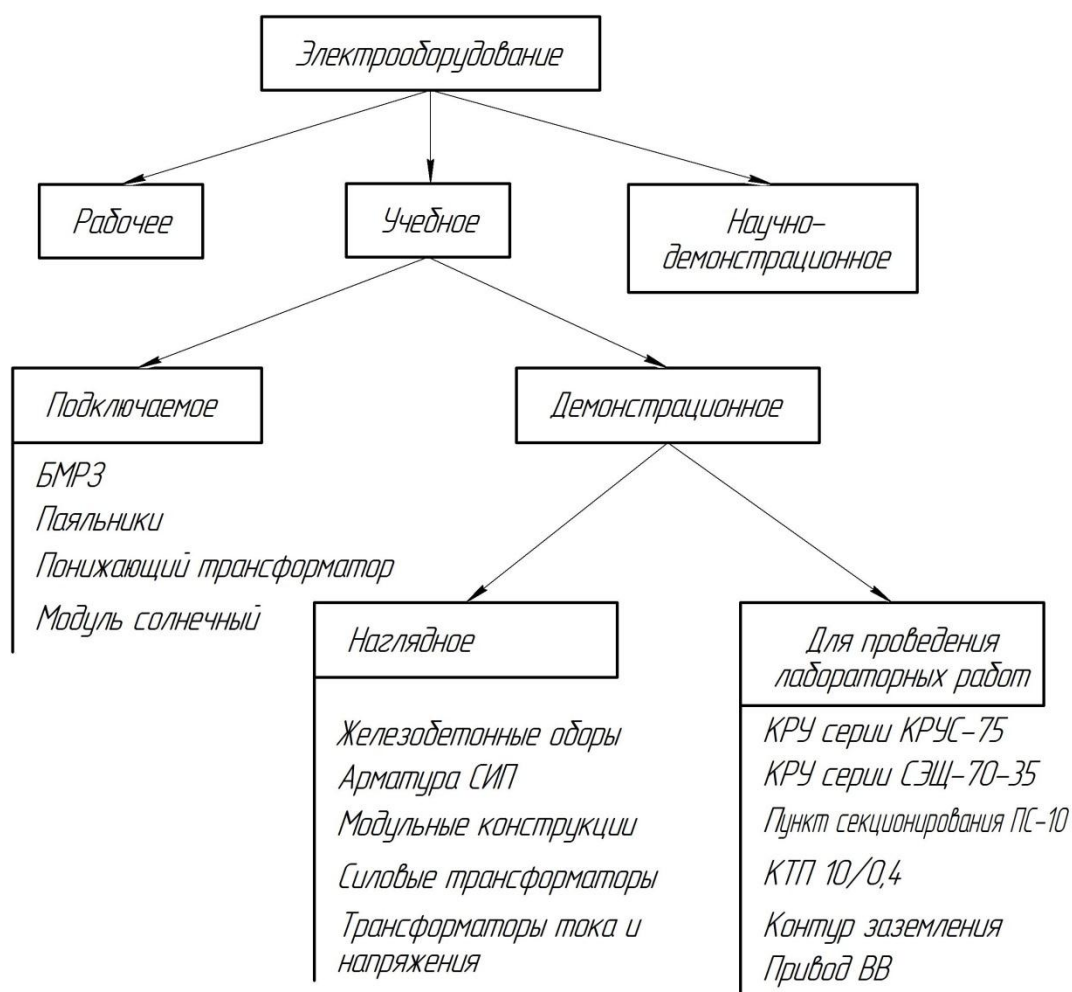 Электрооборудование
Рабочее
Учебное
Научно-
демонстрационное
Подключаемое
Демонстрационное
БМРЗ
Паяльники
Понижающий трансформатор
Модуль солнечный
Наглядное
Железобетонные оборы
Арматура СИП
Модульные конструкции
Силовые трансформаторы
Трансформаторы тока и
напряжения
Для проведения
лабораторных работ
КРУ серии КРУС-75
КРУ серии СЭЩ-70-35
Пункт секционирования ПС-10
КТП 10/0,4
Контур заземления
Привод ВВ